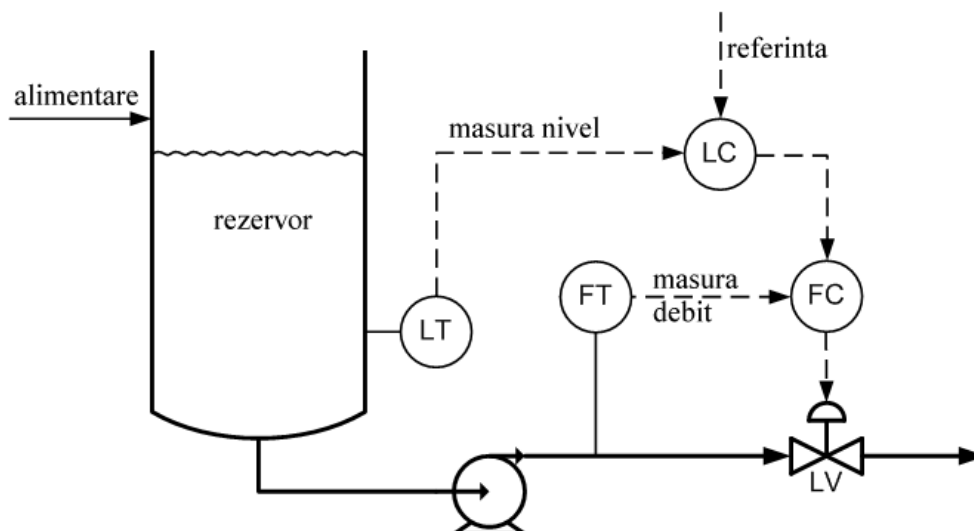 referinta
alimentare
masura nivel
LC
rezervor
FT
masura
debit
FC
LT
LV